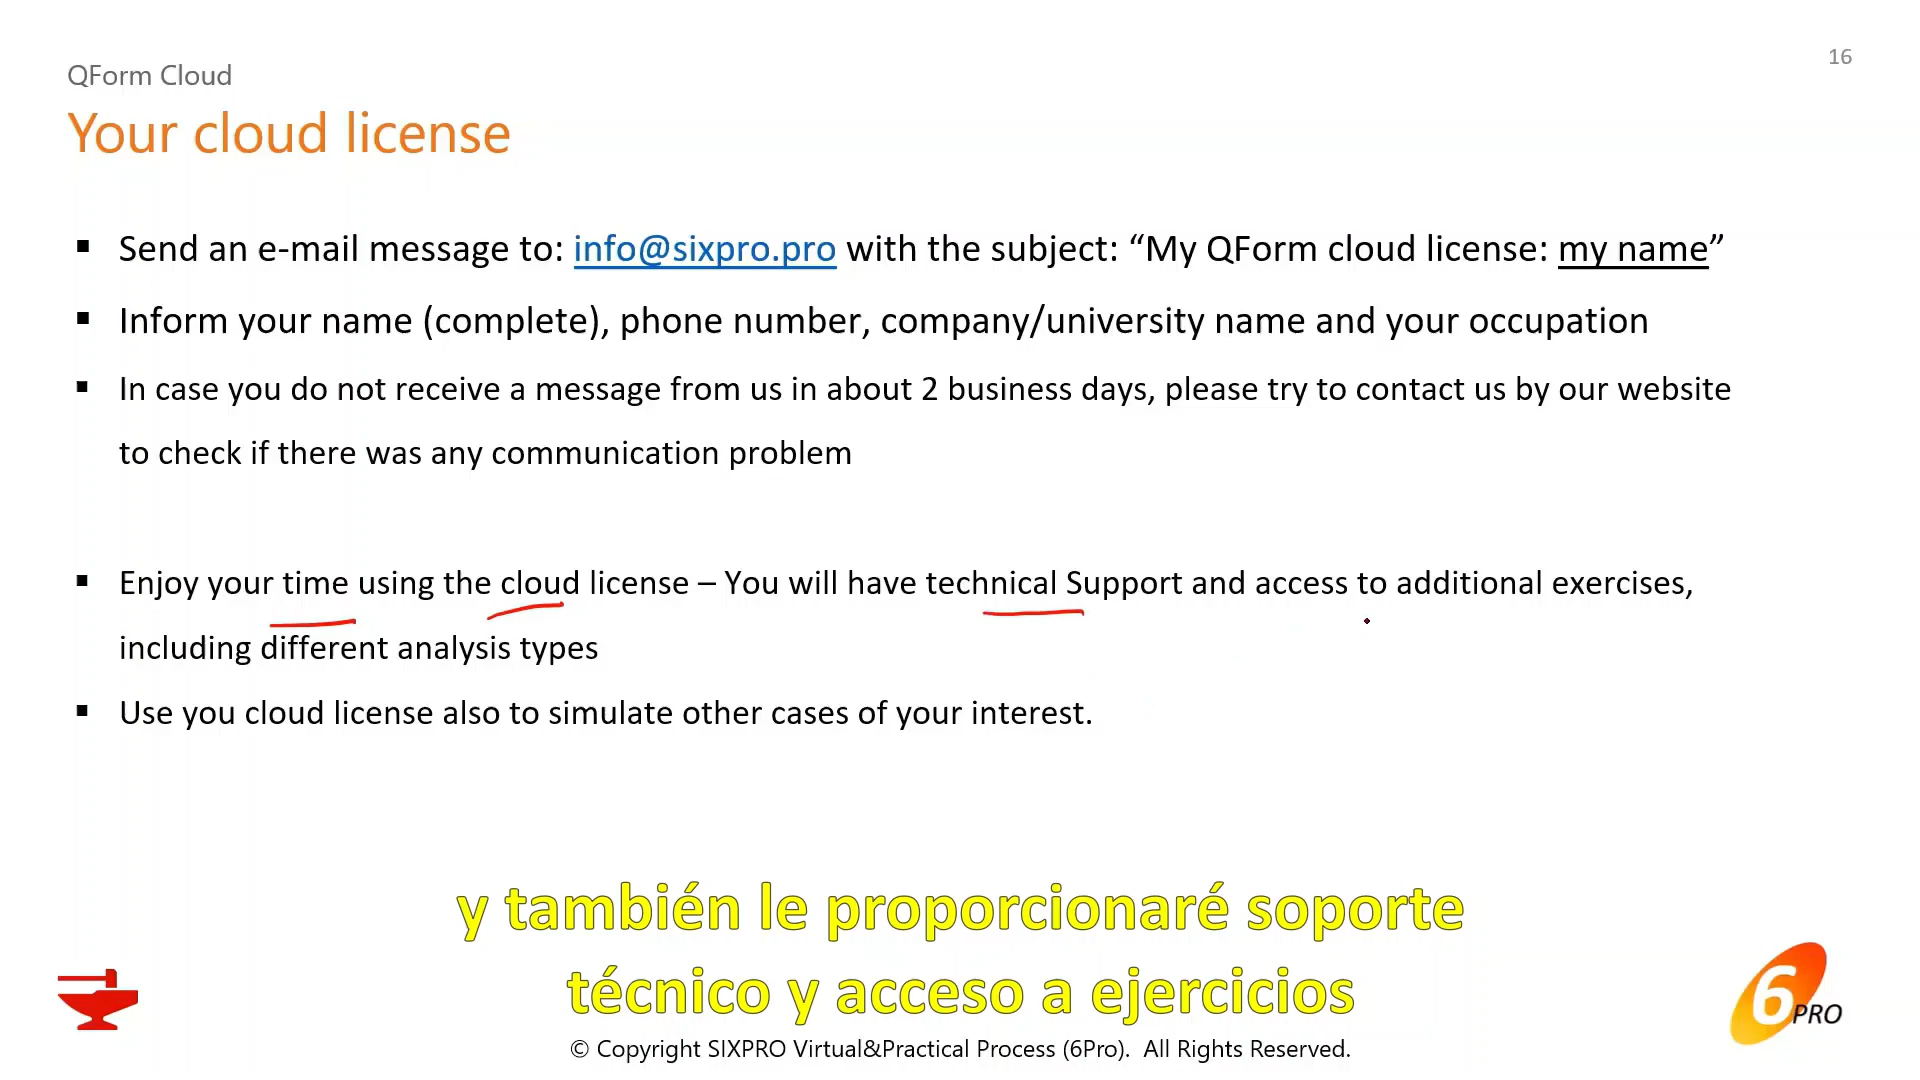 QForm Cloud
16
Your cloud license
▪ Send an e-mail message to: info@sixpro.pro with the subject: “My QForm cloud license: my name”
▪ Inform your name (complete), phone number, company/university name and your occupation
▪ In case you do not receive a message from us in about 2 business days, please try to contact us by our website
to check if there was any communication problem
▪ Enjoy your time using the cloud license – You will have technical Support and access to additional exercises,
including different analysis types
▪ Use you cloud license also to simulate other cases of your interest.
y también le proporcionaré soporte
técnico y acceso a ejercicios
6PRO
© Copyright SIXPRO Virtual&Practical Process (6Pro).  All Rights Reserved.